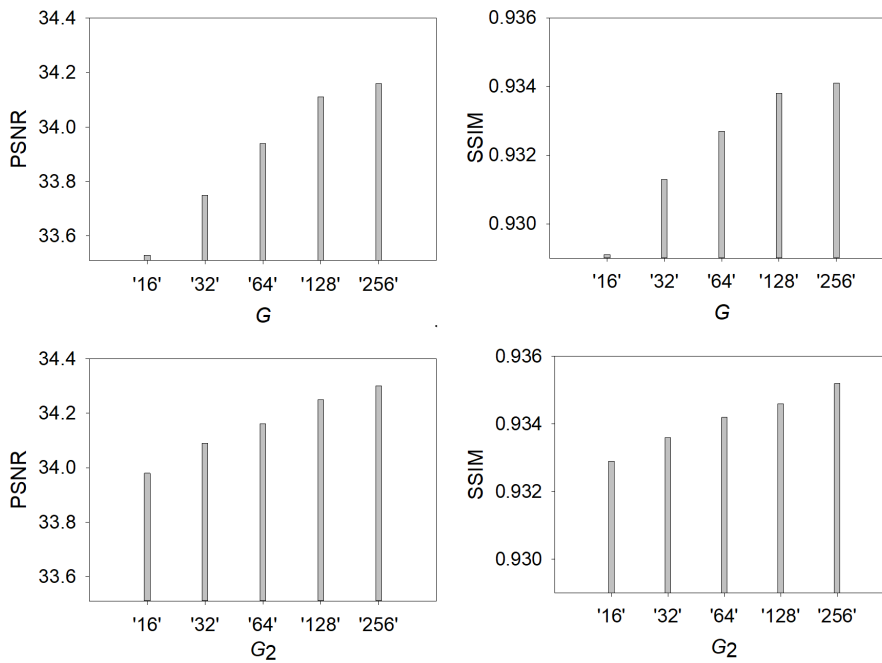 PSNR
34.4
34.2
34.0
33.8
33.6
'16' '32' '64' '128' '256'
G
SSIM
0.936
0.934
0.932
0.930
'16' '32' '64' '128' '256'
G
.
PSNR
34.4
34.2
34.0
33.8
33.6
'16' '32' '64' '128' '256'
G2
SSIM
0.936
0.934
0.932
0.930
'16' '32' '64' '128' '256'
G2